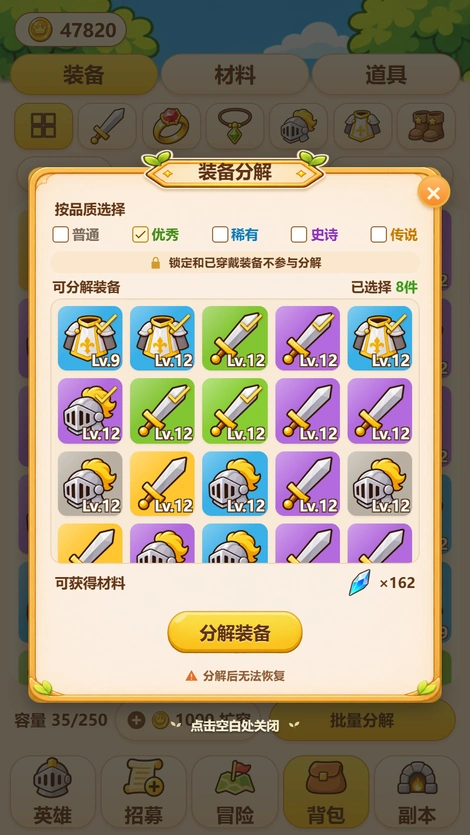 47820
装备 材料 道具
装备分解
按品质选择
普通 优秀 稀有 史诗 传说
锁定和已穿戴装备不参与分解
可分解装备 已选择 8件
Lv.9 Lv.12 Lv.12 Lv.12 Lv.12
Lv.12 Lv.12 Lv.12 Lv.12 Lv.12
Lv.12 Lv.12 Lv.12 Lv.12 Lv.12
可获得材料 ×162
分解装备
分解后无法恢复
容量 35/250 批量分解
点击空白处关闭
英雄 招募 冒险 背包 副本